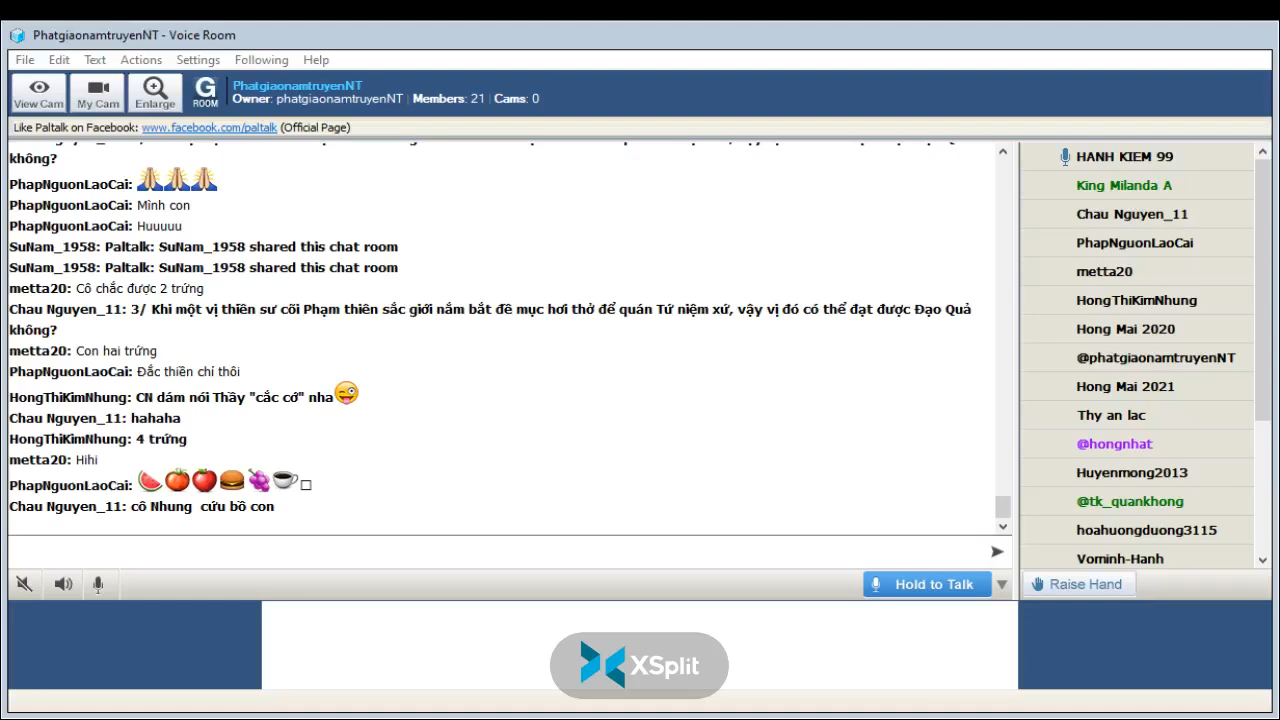 PhatgiaonamtruyenNT - Voice Room
File Edit Text Actions Settings Following Help
View Cam My Cam Enlarge G ROOM
PhatgiaonamtruyenNT
Owner: phatgiaonamtruyenNT | Members: 21 | Cams: 0
Like Paltalk on Facebook: www.facebook.com/paltalk (Official Page)
không?
PhapNguonLaoCai:
PhapNguonLaoCai: Mình con
PhapNguonLaoCai: Huuuuu
SuNam_1958: Paltalk: SuNam_1958 shared this chat room
SuNam_1958: Paltalk: SuNam_1958 shared this chat room
metta20: Cô chắc được 2 trứng
Chau Nguyen_11: 3/ Khi một vị thiền sư cõi Phạm thiên sắc giới nắm bắt đề mục hơi thở để quán Tứ niệm xứ, vậy vị đó có thể đạt được Đạo Quả
không?
metta20: Con hai trứng
PhapNguonLaoCai: Đắc thiền chỉ thôi
HongThiKimNhung: CN dám nói Thầy "cắc cớ" nha
Chau Nguyen_11: hahaha
HongThiKimNhung: 4 trứng
metta20: Hihi
PhapNguonLaoCai:
Chau Nguyen_11: cô Nhung cứu bồ con
HANH KIEM 99
King Milanda A
Chau Nguyen_11
PhapNguonLaoCai
metta20
HongThiKimNhung
Hong Mai 2020
@phatgiaonamtruyenNT
Hong Mai 2021
Thy an lac
@hongnhat
Huyenmong2013
@tk_quankhong
hoahuongduong3115
Vominh-Hanh
Hold to Talk
Raise Hand
XSplit